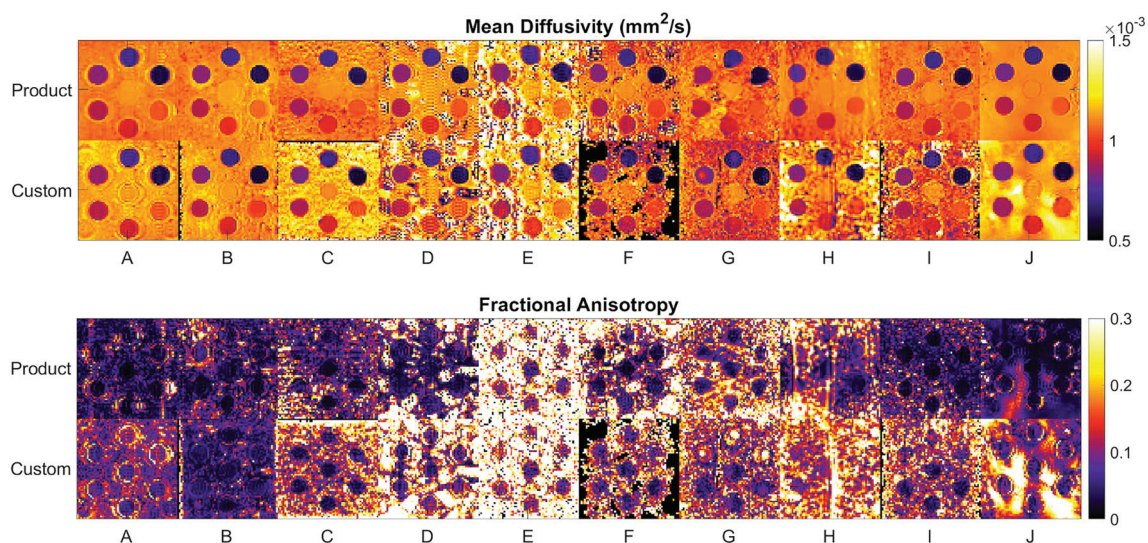 Mean Diffusivity (mm²/s)
1.5 ×10⁻³
Product
1
Custom
0.5
A B C D E F G H I J
Fractional Anisotropy
0.3
Product
0.2
0.1
Custom
0
A B C D E F G H I J